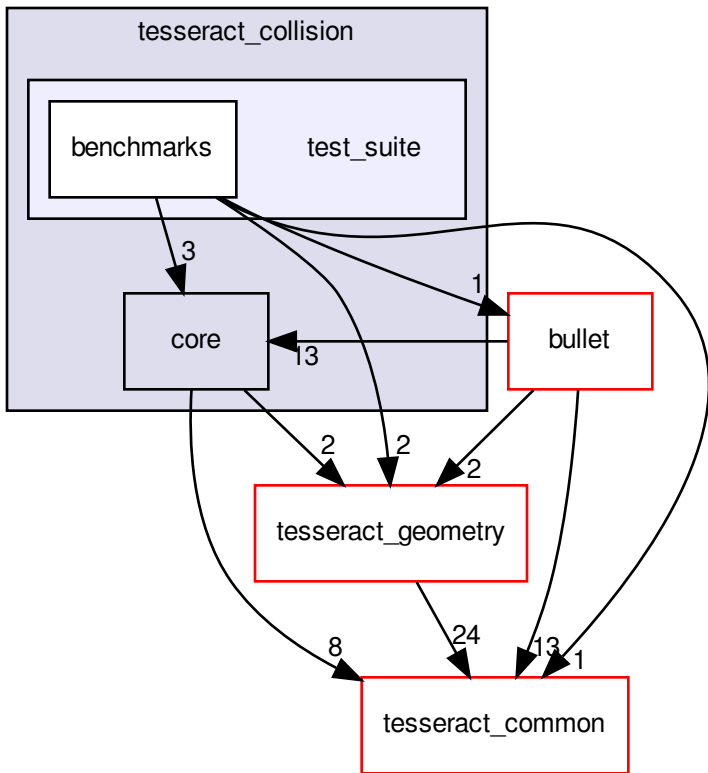 tesseract_collision
benchmarks
test_suite
3
1
core
13
bullet
2
2
2
tesseract_geometry
8
24
13
1
tesseract_common